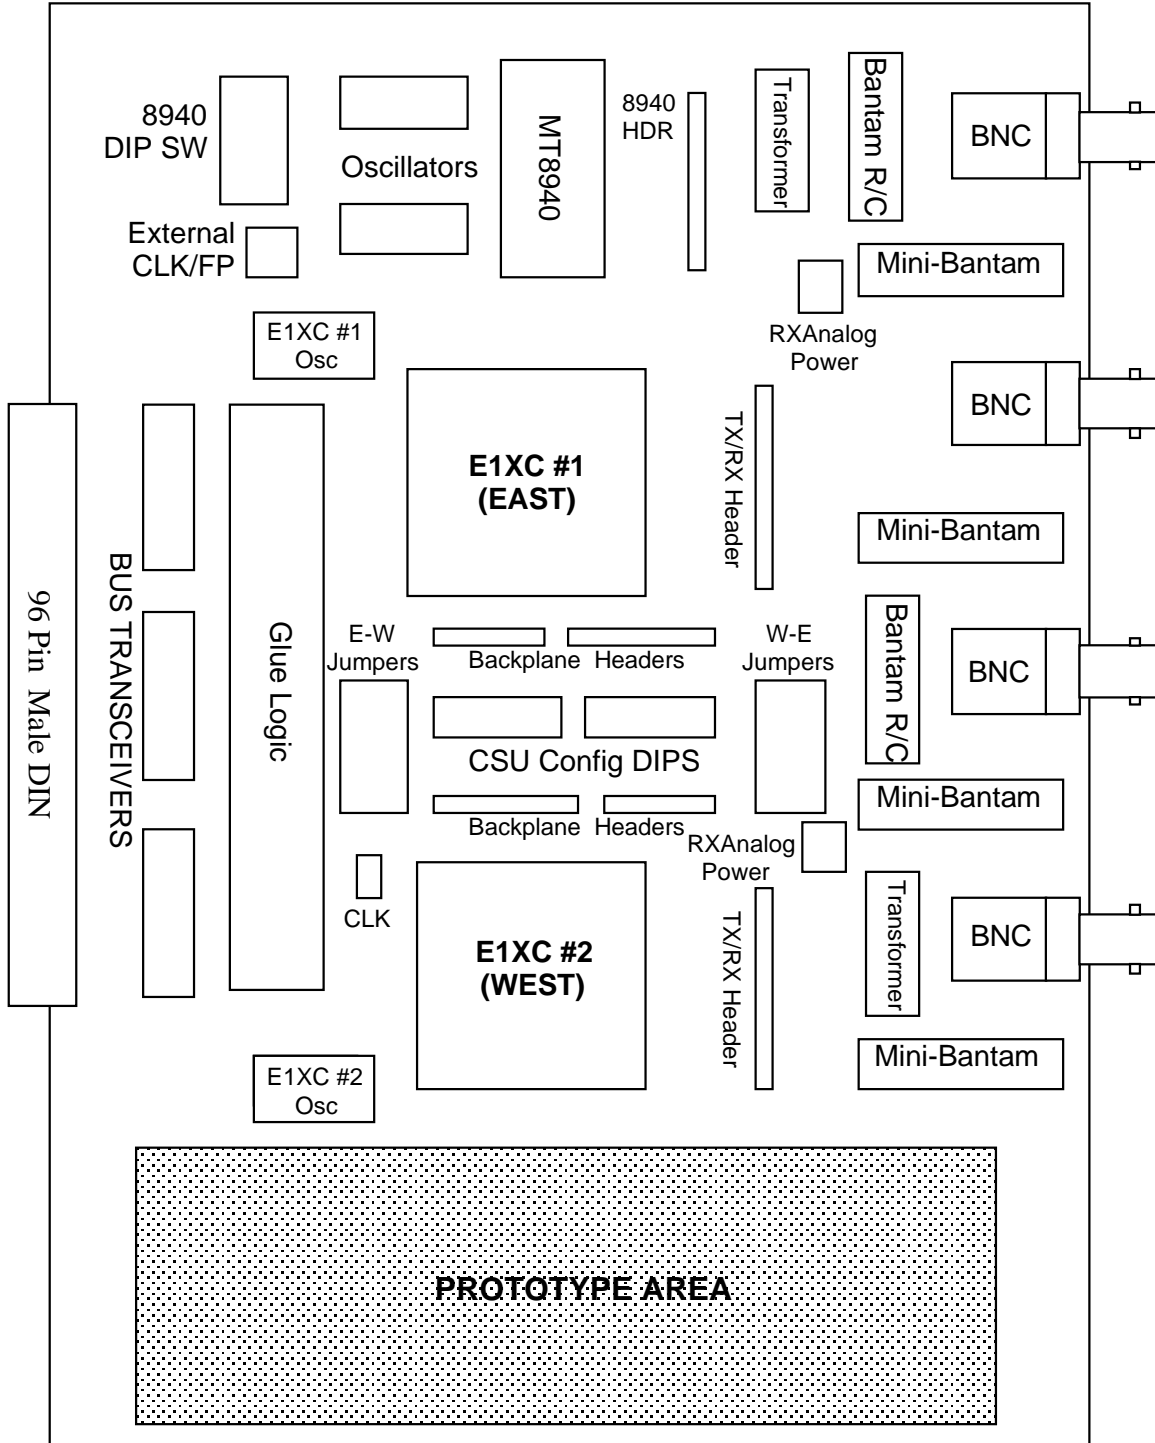 8940
DIP SW
Oscillators
MT8940
8940
HDR
Transformer
Bantam R/C
BNC
External
CLK/FP
Mini-Bantam
E1XC #1
Osc
RXAnalog
Power
BNC
E1XC #1
(EAST)
TX/RX Header
Mini-Bantam
96 Pin  Male DIN
BUS TRANSCEIVERS
Glue Logic
E-W
Jumpers
Backplane  Headers
W-E
Jumpers
Bantam R/C
BNC
CSU Config DIPS
Mini-Bantam
Backplane  Headers
RXAnalog
Power
CLK
E1XC #2
(WEST)
TX/RX Header
Transformer
BNC
Mini-Bantam
E1XC #2
Osc
PROTOTYPE AREA